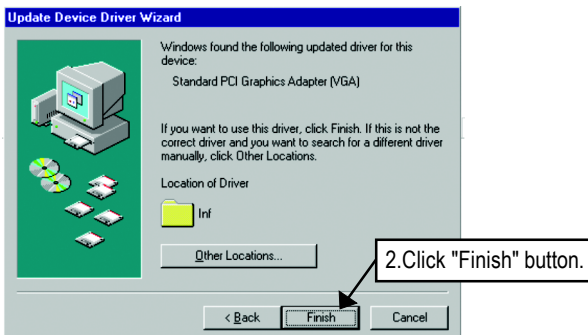 Update Device Driver Wizard
Windows found the following updated driver for this
device:
Standard PCI Graphics Adapter (VGA)
If you want to use this driver, click Finish. If this is not the
correct driver and you want to search for a different driver
manually, click Other Locations.
Location of Driver
Inf
Other Locations...
2.Click "Finish" button.
< Back
Finish
Cancel